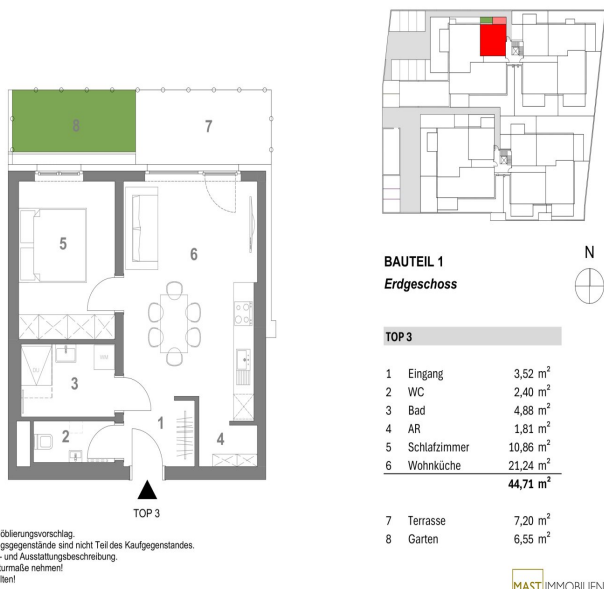 8
7
5
6
WM
3
1
2
4
TOP 3
öblierungsvorschlag.
gsgegenstände sind nicht Teil des Kaufgegenstandes.
- und Ausstattungsbeschreibung.
turmaße nehmen!
lten!
BAUTEIL 1
Erdgeschoss
N
TOP 3
1 Eingang 3,52 m²
2 WC 2,40 m²
3 Bad 4,88 m²
4 AR 1,81 m²
5 Schlafzimmer 10,86 m²
6 Wohnküche 21,24 m²
44,71 m²
7 Terrasse 7,20 m²
8 Garten 6,55 m²
MAST IMMOBILIEN